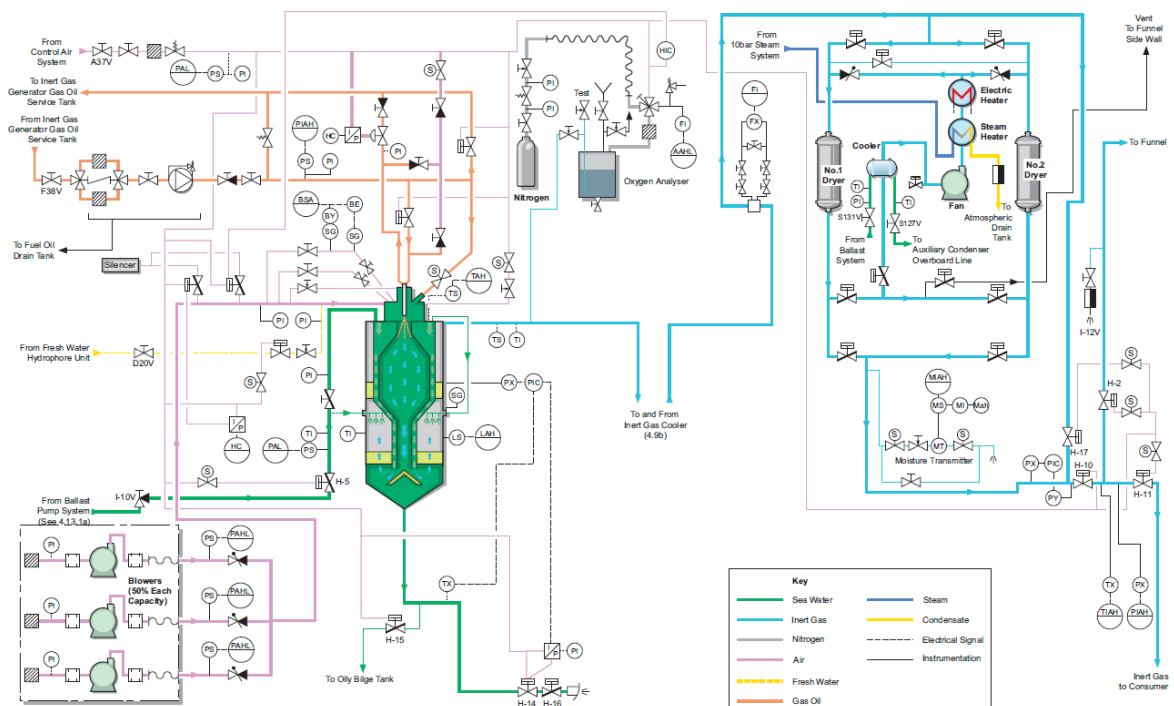 From
Control Air
System
A37V
PAL
PS
PI
To Inert Gas
Generator Gas Oil
Service Tank
From Inert Gas
Generator Gas Oil
Service Tank
F38V
To Fuel Oil
Drain Tank
Silencer
PIAH
PS
PI
HC
I
P
PI
S
BSA
BE
BY
SG
SG
S
TS
TAH
S
PI
PI
From Fresh Water
Hydrophore Unit
D20V
S
I
P
HC
PI
TI
PAL
PS
H-5
S
TI
From Ballast
Pump System
(See 4.13.1a)
I-10V
PI
PS
PAHL
Blowers
(50% Each
Capacity)
PI
PS
PAHL
PI
PS
PAHL
HIC
PI
PI
Nitrogen
Test
Oxygen Analyser
FI
AAHL
FI
FX
TS
TI
To and From
Inert Gas Cooler
(4.9b)
PX
PIC
SG
LS
LAH
TX
H-15
To Oily Bilge Tank
I
P
PI
H-14
H-16
From
10bar Steam
System
Electric
Heater
Steam
Heater
Cooler
No.1
Dryer
No.2
Dryer
Fan
TI
PI
S131V
TI
S127V
From
Ballast
System
To
Auxiliary Condenser
Overboard Line
To
Atmospheric
Drain Tank
Vent
To Funnel
Side Wall
To Funnel
I-12V
MIAH
MS
MI
Mah
S
MT
S
Moisture Transmitter
H-2
S
S
S
H-17
H-10
PX
PIC
PY
H-11
TX
PX
TIAH
PIAH
Inert Gas
to Consumer
Key
Sea Water
Inert Gas
Nitrogen
Air
Fresh Water
Gas Oil
Steam
Condensate
Electrical Signal
Instrumentation